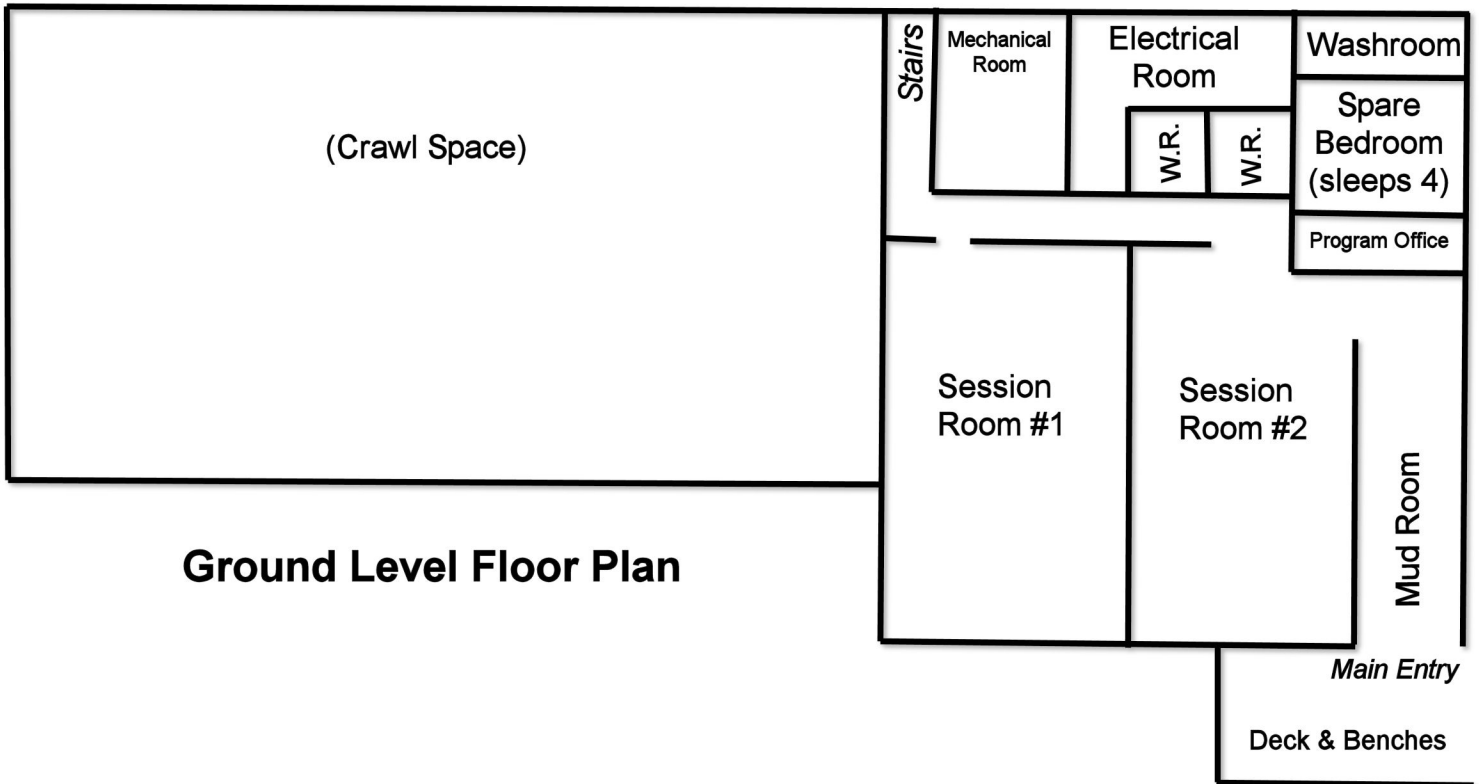 Stairs
Mechanical
Room
Electrical
Room
Washroom
(Crawl Space)
W.R.
W.R.
Spare
Bedroom
(sleeps 4)
Program Office
Session
Room #1
Session
Room #2
Mud Room
Ground Level Floor Plan
Main Entry
Deck & Benches